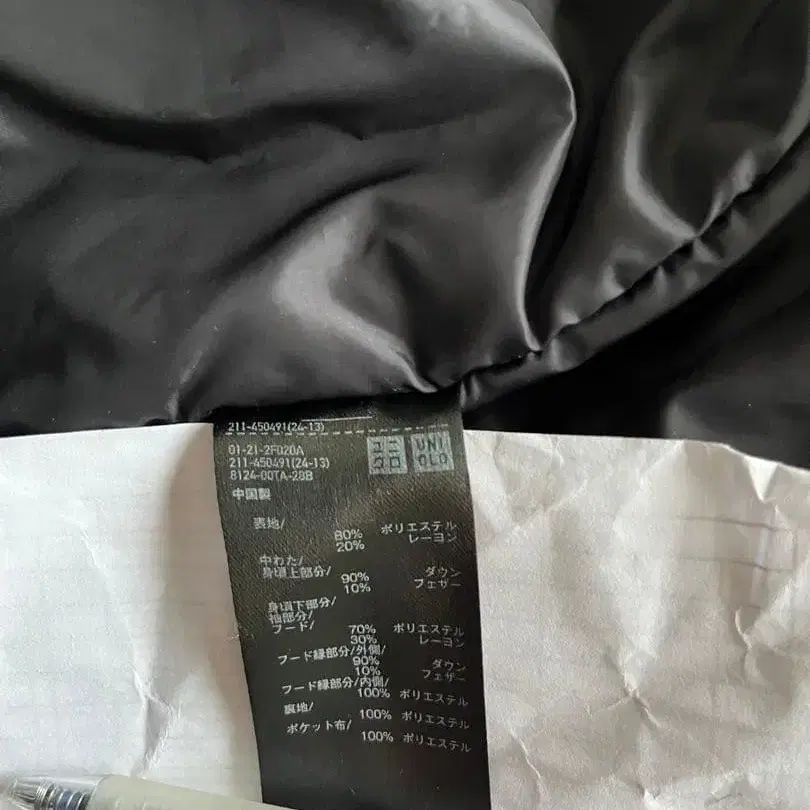 211-450491(24-13)
01-21-2F020A
211-450491(24-13)
8124-00TA-28B
ユニ
クロ
UNI
QLO
中国製
表地/
80% ポリエステル
20% レーヨン
中わた/
身頃上部分/
90% ダウン
10% フェザー
身頃下部分/
袖部分/
フード/
70% ポリエステル
30% レーヨン
フード縁部分/外側/
90% ダウン
10% フェザー
フード縁部分/内側/
100% ポリエステル
裏地/
100% ポリエステル
ポケット布/
100% ポリエステル